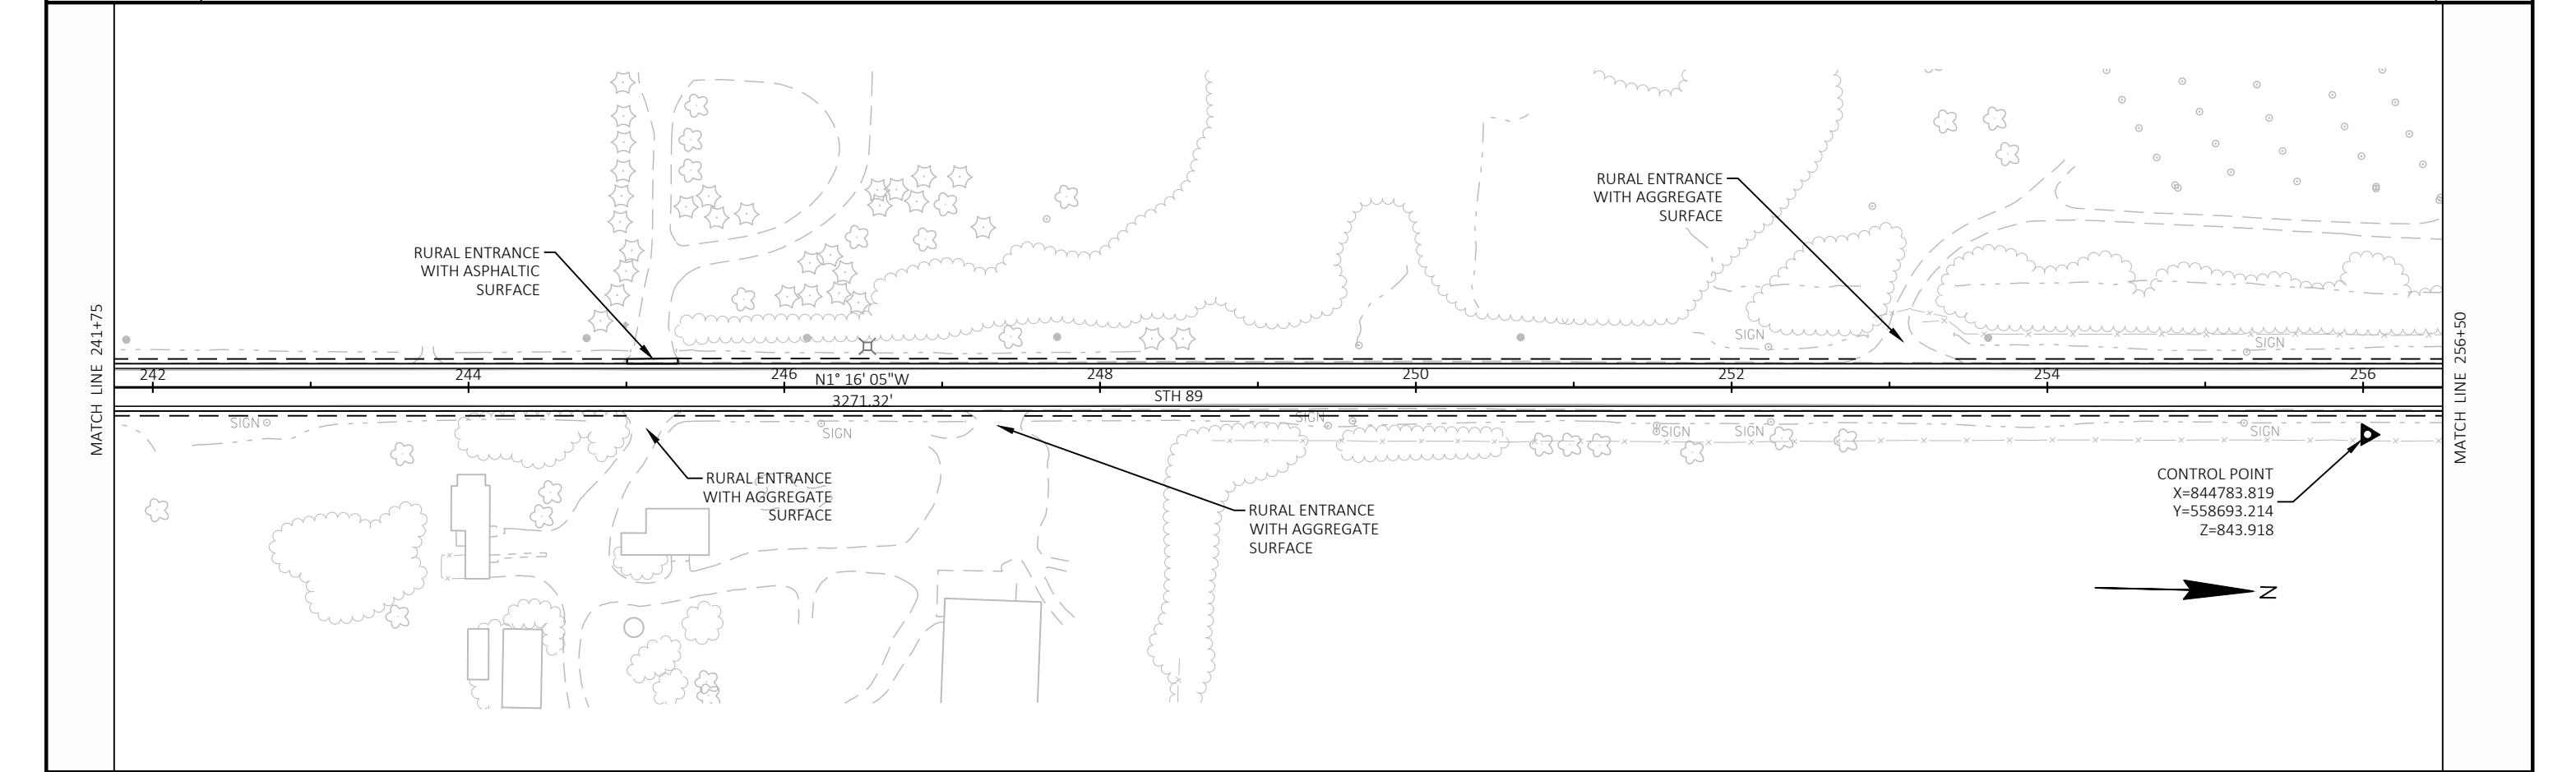 RURAL ENTRANCE
WITH AGGREGATE
SURFACE
RURAL ENTRANCE
WITH ASPHALTIC
SURFACE
MATCH LINE 241+75
MATCH LINE 256+50
SIGN
SIGN
242
244
246
248
250
252
254
256
N1° 16' 05"W
3271.32'
STH 89
SIGN
SIGN
SIGN
SIGN
SIGN
SIGN
RURAL ENTRANCE
WITH AGGREGATE
SURFACE
RURAL ENTRANCE
WITH AGGREGATE
SURFACE
CONTROL POINT
X=844783.819
Y=558693.214
Z=843.918
N